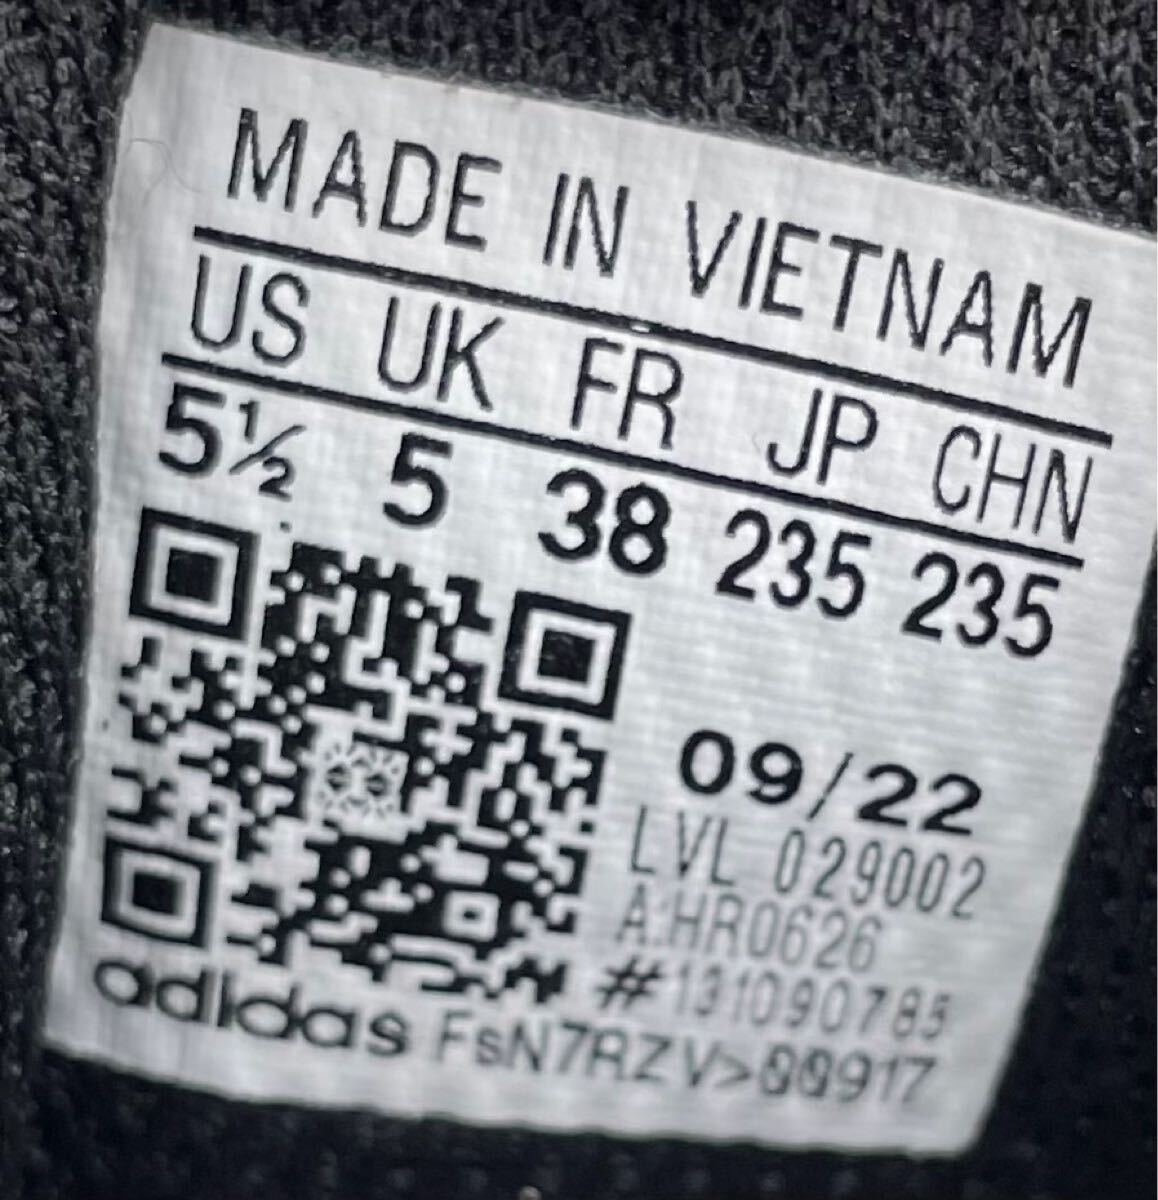 MADE IN VIETNAM
US UK FR JP CHN
5½ 5 38 235 235
09/22
LVL 029002
A:HR0626
#131090785
adidas FsN7RZV>00917